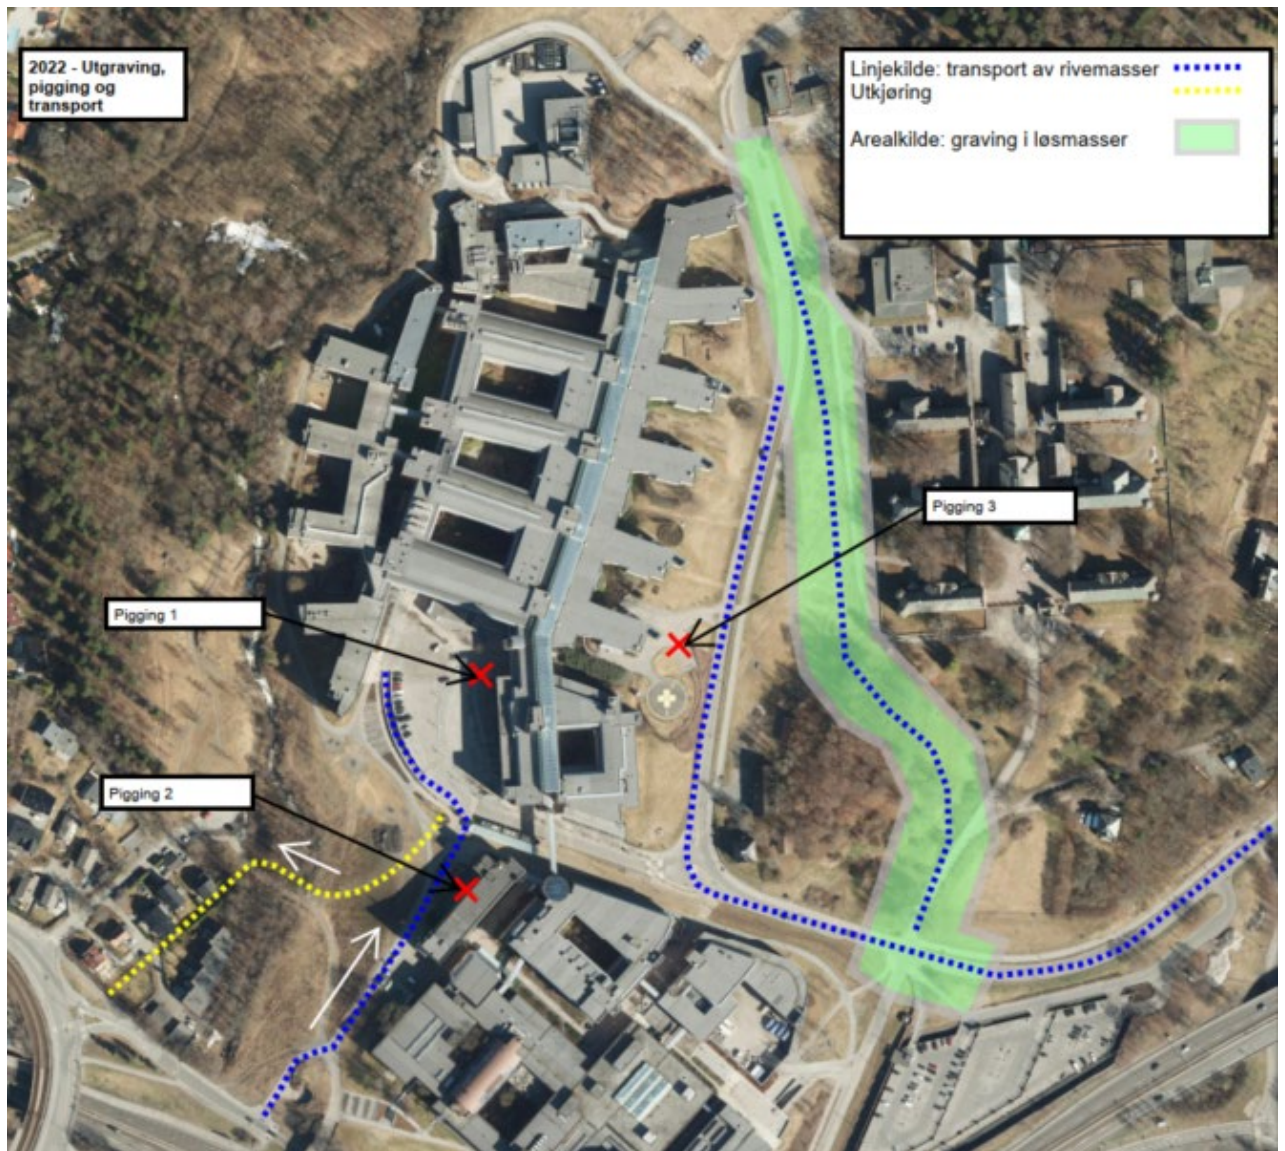 2022 - Utgraving,
pigging og
transport
Linjekilde: transport av rivemasser
Utkjøring
Arealkilde: graving i løsmasser
Pigging 3
Pigging 1
Pigging 2